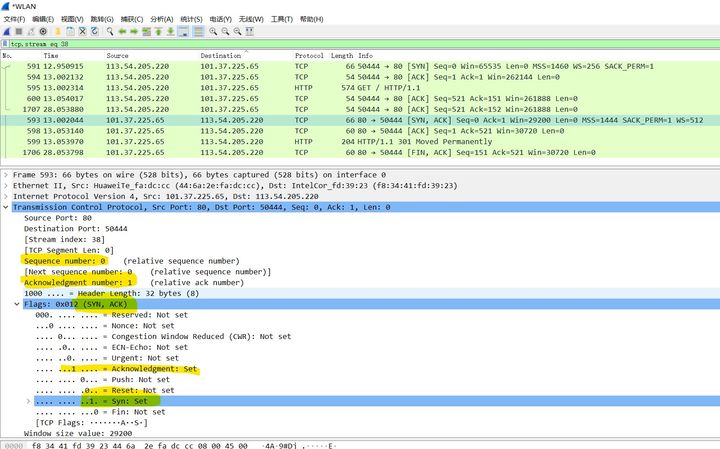 *WLAN
文件(F) 编辑(E) 视图(V) 跳转(G) 捕获(C) 分析(A) 统计(S) 电话(Y) 无线(W) 工具(T) 帮助(H)
tcp.stream eq 38
No. Time Source Destination Protocol Length Info
591 12.950915 113.54.205.220 101.37.225.65 TCP 66 50444 → 80 [SYN] Seq=0 Win=65535 Len=0 MSS=1460 WS=256 SACK_PERM=1
594 13.002132 113.54.205.220 101.37.225.65 TCP 54 50444 → 80 [ACK] Seq=1 Ack=1 Win=262144 Len=0
595 13.002314 113.54.205.220 101.37.225.65 HTTP 574 GET / HTTP/1.1
600 13.054017 113.54.205.220 101.37.225.65 TCP 54 50444 → 80 [ACK] Seq=521 Ack=151 Win=261888 Len=0
1707 28.053880 113.54.205.220 101.37.225.65 TCP 54 50444 → 80 [ACK] Seq=521 Ack=152 Win=261888 Len=0
593 13.002044 101.37.225.65 113.54.205.220 TCP 66 80 → 50444 [SYN, ACK] Seq=0 Ack=1 Win=29200 Len=0 MSS=1444 SACK_PERM=1 WS=512
598 13.053140 101.37.225.65 113.54.205.220 TCP 60 80 → 50444 [ACK] Seq=1 Ack=521 Win=30720 Len=0
599 13.053970 101.37.225.65 113.54.205.220 HTTP 204 HTTP/1.1 301 Moved Permanently
1706 28.053798 101.37.225.65 113.54.205.220 TCP 60 80 → 50444 [FIN, ACK] Seq=151 Ack=521 Win=30720 Len=0
Frame 593: 66 bytes on wire (528 bits), 66 bytes captured (528 bits) on interface 0
Ethernet II, Src: HuaweiTe_fa:dc:cc (44:6a:2e:fa:dc:cc), Dst: IntelCor_fd:39:23 (f8:34:41:fd:39:23)
Internet Protocol Version 4, Src: 101.37.225.65, Dst: 113.54.205.220
Transmission Control Protocol, Src Port: 80, Dst Port: 50444, Seq: 0, Ack: 1, Len: 0
Source Port: 80
Destination Port: 50444
[Stream index: 38]
[TCP Segment Len: 0]
Sequence number: 0 (relative sequence number)
[Next sequence number: 0 (relative sequence number)]
Acknowledgment number: 1 (relative ack number)
1000 .... = Header Length: 32 bytes (8)
Flags: 0x012 (SYN, ACK)
000. .... .... = Reserved: Not set
...0 .... .... = Nonce: Not set
.... 0... .... = Congestion Window Reduced (CWR): Not set
.... .0.. .... = ECN-Echo: Not set
.... ..0. .... = Urgent: Not set
.... ...1 .... = Acknowledgment: Set
.... .... 0... = Push: Not set
.... .... .0.. = Reset: Not set
.... .... ..1. = Syn: Set
.... .... ...0 = Fin: Not set
[TCP Flags: ·······A··S·]
Window size value: 29200
0000 f8 34 41 fd 39 23 44 6a 2e fa dc cc 08 00 45 00 ·4A·9#Dj .·····E·